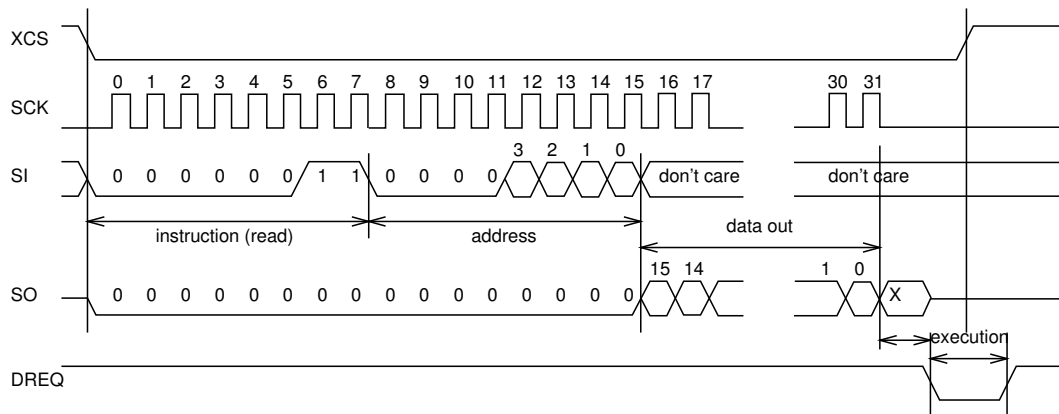 XCS
0 1 2 3 4 5 6 7 8 9 10 11 12 13 14 15 16 17 30 31
SCK
3 2 1 0
SI 0 0 0 0 0 0 1 1 0 0 0 0 don't care don't care
instruction (read) address data out
15 14 1 0
SO 0 0 0 0 0 0 0 0 0 0 0 0 0 0 0 0 X
execution
DREQ